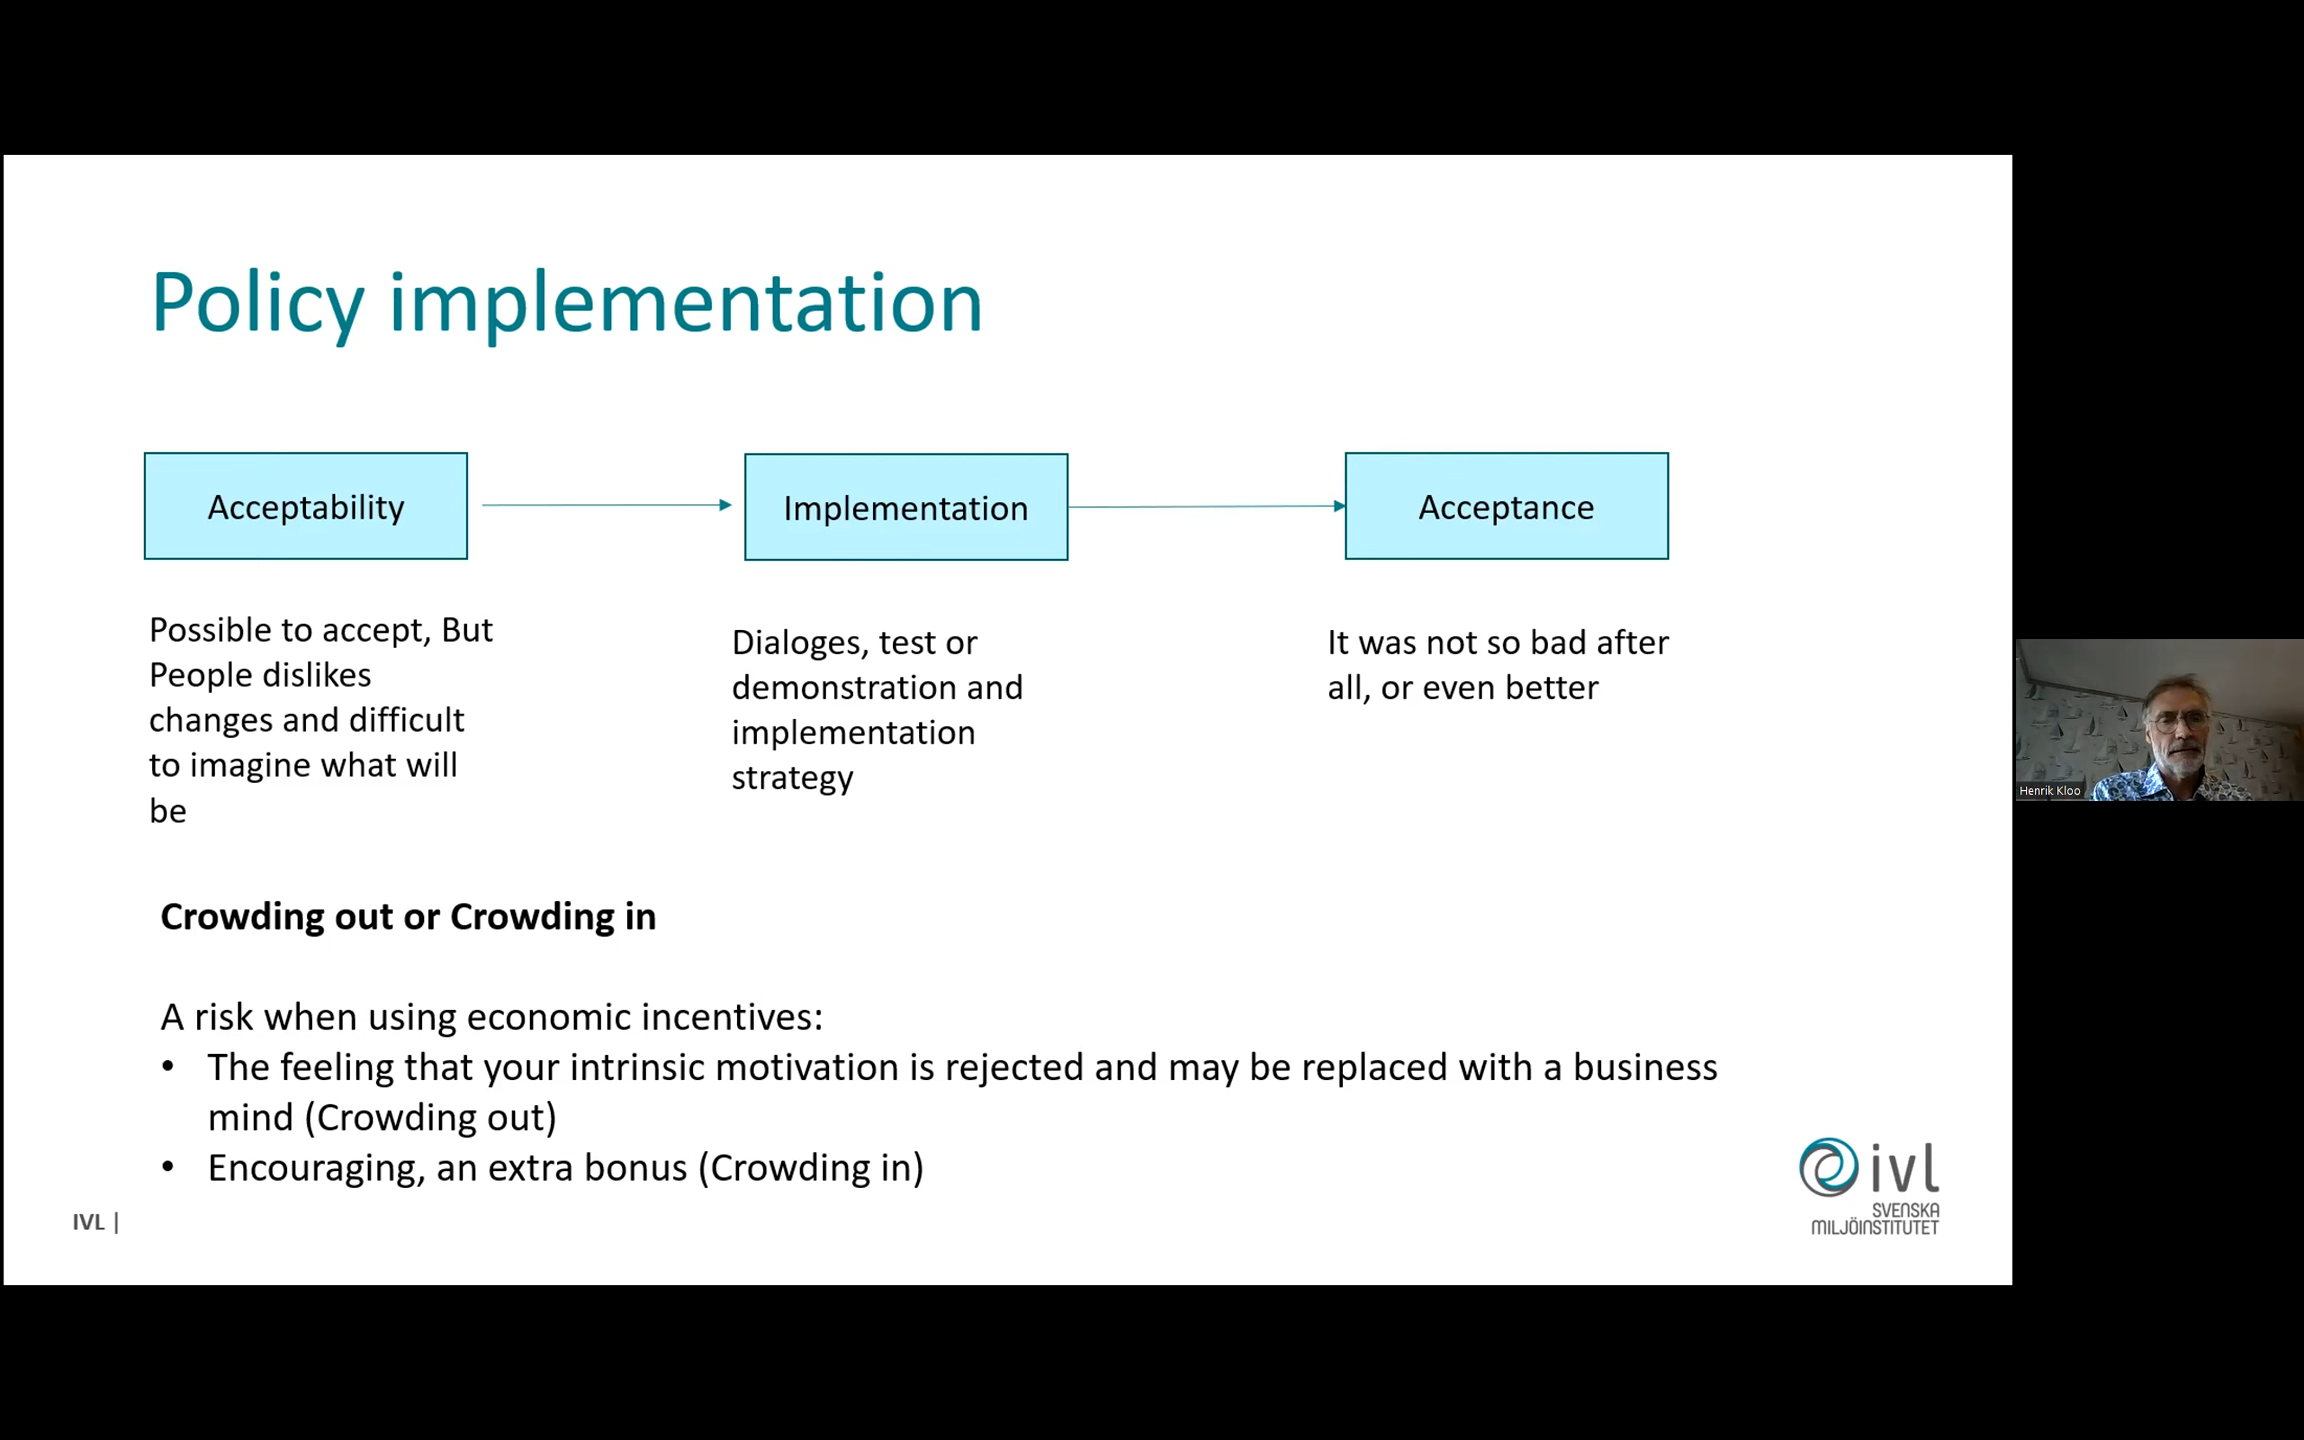 Policy implementation
Acceptability
Implementation
Acceptance
Possible to accept, But
People dislikes
changes and difficult
to imagine what will
be
Dialoges, test or
demonstration and
implementation
strategy
It was not so bad after
all, or even better
Henrik Kloo
Crowding out or Crowding in
A risk when using economic incentives:
• The feeling that your intrinsic motivation is rejected and may be replaced with a business
mind (Crowding out)
• Encouraging, an extra bonus (Crowding in)
IVL |
ivl
SVENSKA
MILJÖINSTITUTET